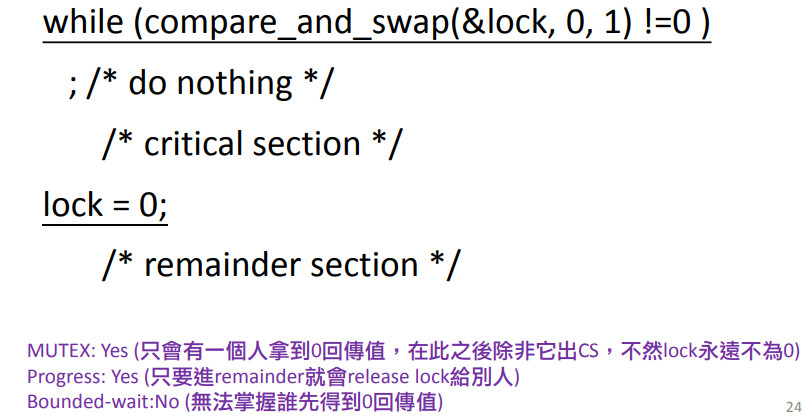 while (compare_and_swap(&lock, 0, 1) !=0 )
; /* do nothing */
/* critical section */
lock = 0;
/* remainder section */
MUTEX: Yes (只會有一個人拿到0回傳值，在此之後除非它出CS，不然lock永遠不為0)
Progress: Yes (只要進remainder就會release lock給別人)
Bounded-wait:No (無法掌握誰先得到0回傳值)
24